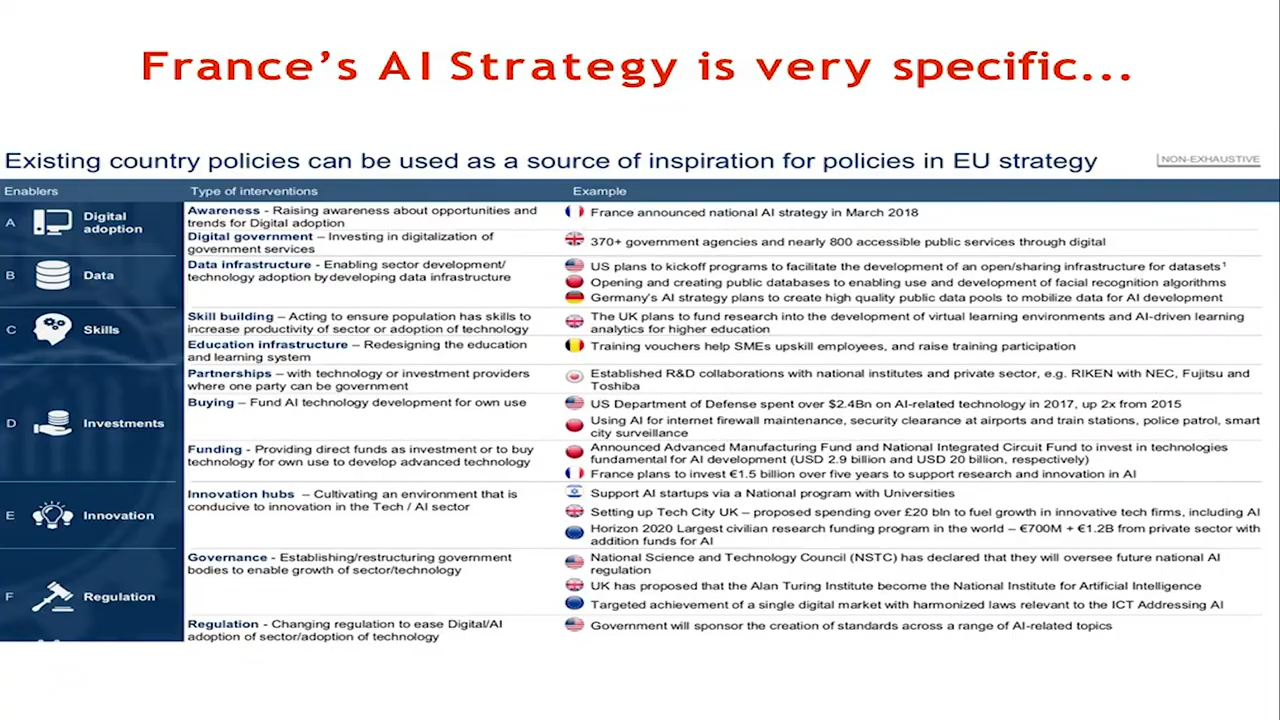 France's AI Strategy is very specific...
Existing country policies can be used as a source of inspiration for policies in EU strategy
NON-EXHAUSTIVE
Enablers
Type of interventions
Example
A
Digital
adoption
Awareness - Raising awareness about opportunities and
trends for Digital adoption
France announced national AI strategy in March 2018
Digital government – Investing in digitalization of
government services
370+ government agencies and nearly 800 accessible public services through digital
B
Data
Data infrastructure - Enabling sector development/
technology adoption by developing data infrastructure
US plans to kickoff programs to facilitate the development of an open/sharing infrastructure for datasets¹
Opening and creating public databases to enabling use and development of facial recognition algorithms
Germany's AI strategy plans to create high quality public data pools to mobilize data for AI development
C
Skills
Skill building – Acting to ensure population has skills to
increase productivity of sector or adoption of technology
The UK plans to fund research into the development of virtual learning environments and AI-driven learning
analytics for higher education
Education infrastructure – Redesigning the education
and learning system
Training vouchers help SMEs upskill employees, and raise training participation
D
Investments
Partnerships – with technology or investment providers
where one party can be government
Established R&D collaborations with national institutes and private sector, e.g. RIKEN with NEC, Fujitsu and
Toshiba
Buying – Fund AI technology development for own use
US Department of Defense spent over $2.4Bn on AI-related technology in 2017, up 2x from 2015
Using AI for internet firewall maintenance, security clearance at airports and train stations, police patrol, smart
city surveillance
Funding - Providing direct funds as investment or to buy
technology for own use to develop advanced technology
Announced Advanced Manufacturing Fund and National Integrated Circuit Fund to invest in technologies
fundamental for AI development (USD 2.9 billion and USD 20 billion, respectively)
France plans to invest €1.5 billion over five years to support research and innovation in AI
E
Innovation
Innovation hubs – Cultivating an environment that is
conducive to innovation in the Tech / AI sector
Support AI startups via a National program with Universities
Setting up Tech City UK – proposed spending over £20 bln to fuel growth in innovative tech firms, including AI
Horizon 2020 Largest civilian research funding program in the world – €700M + €1.2B from private sector with
addition funds for AI
F
Regulation
Governance - Establishing/restructuring government
bodies to enable growth of sector/technology
National Science and Technology Council (NSTC) has declared that they will oversee future national AI
regulation
UK has proposed that the Alan Turing Institute become the National Institute for Artificial Intelligence
Targeted achievement of a single digital market with harmonized laws relevant to the ICT Addressing AI
Regulation - Changing regulation to ease Digital/AI
adoption of sector/adoption of technology
Government will sponsor the creation of standards across a range of AI-related topics